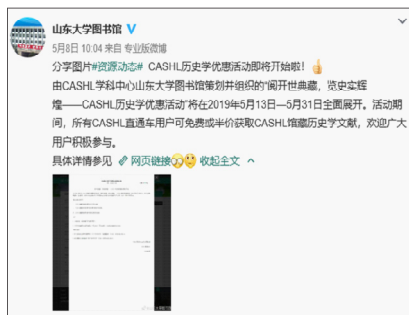 山东大学图书馆
5月8日 10:04 来自 专业版微博
分享图片#资源动态# CASHL历史学优惠活动即将开始啦！
由CASHL学科中心山东大学图书馆策划并组织的“阅开世典藏，览史实辉
煌——CASHL历史学优惠活动”将在2019年5月13日—5月31日全面展开。活动期
间，所有CASHL直通车用户可免费或半价获取CASHL馆藏历史学文献，欢迎广大
用户积极参与。
具体详情参见 网页链接 收起全文